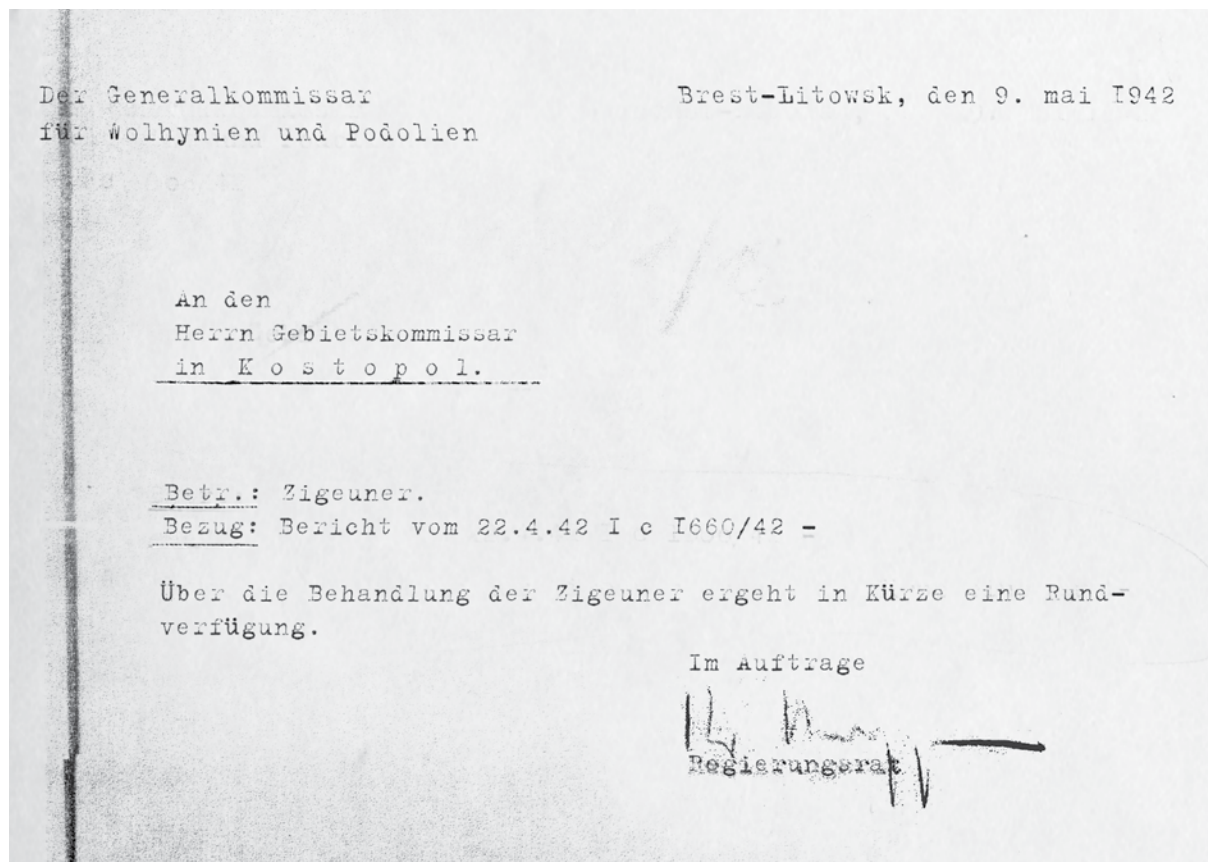 Der Generalkommissar
für Wolhynien und Podolien
Brest-Litowsk, den 9. mai I942
An den
Herrn Gebietskommissar
in K o s t o p o l.
Betr.: Zigeuner.
Bezug: Bericht vom 22.4.42 I c I660/42 =
Über die Behandlung der Zigeuner ergeht in Kürze eine Rund-
verfügung.
Im Auftrage
Regierungsrat